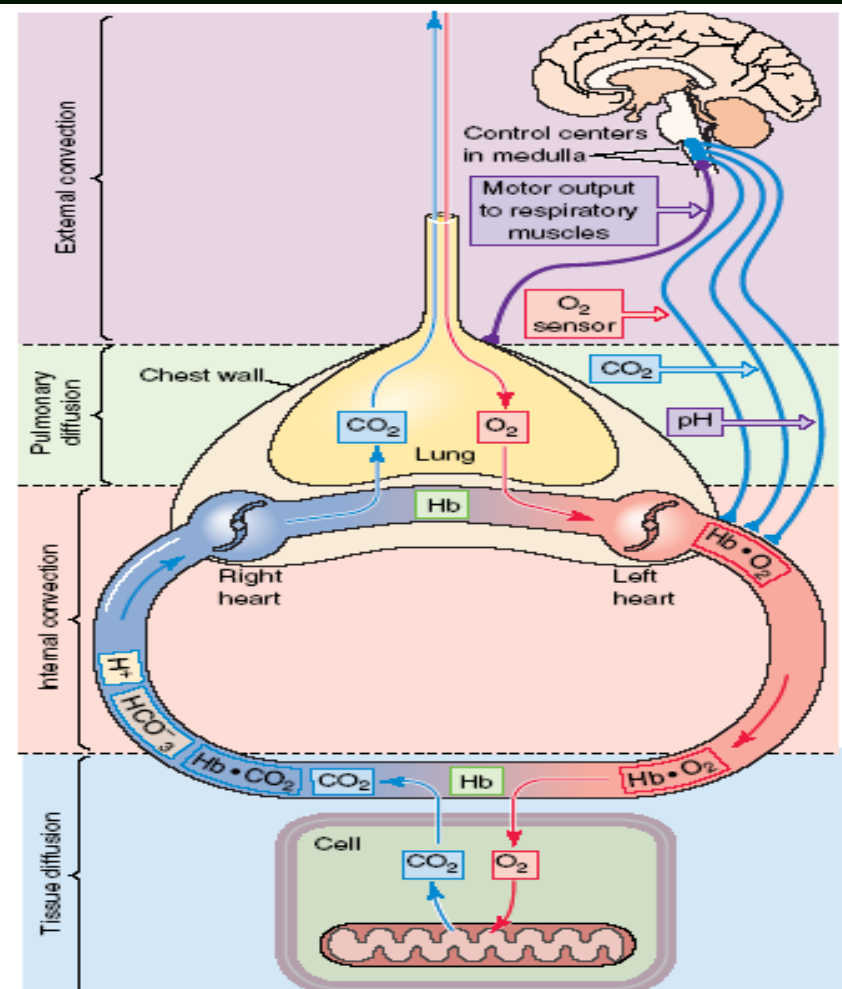 External convection
Control centers
in medulla
Motor output
to respiratory
muscles
O₂
sensor
CO₂
pH
Pulmonary
diffusion
Chest wall
CO₂
O₂
Lung
Internal convection
Hb
Right
heart
Left
heart
Hb•O₂
H⁺
HCO⁻₃
Hb•CO₂
CO₂
Hb
Hb•O₂
Tissue diffusion
Cell
CO₂
O₂